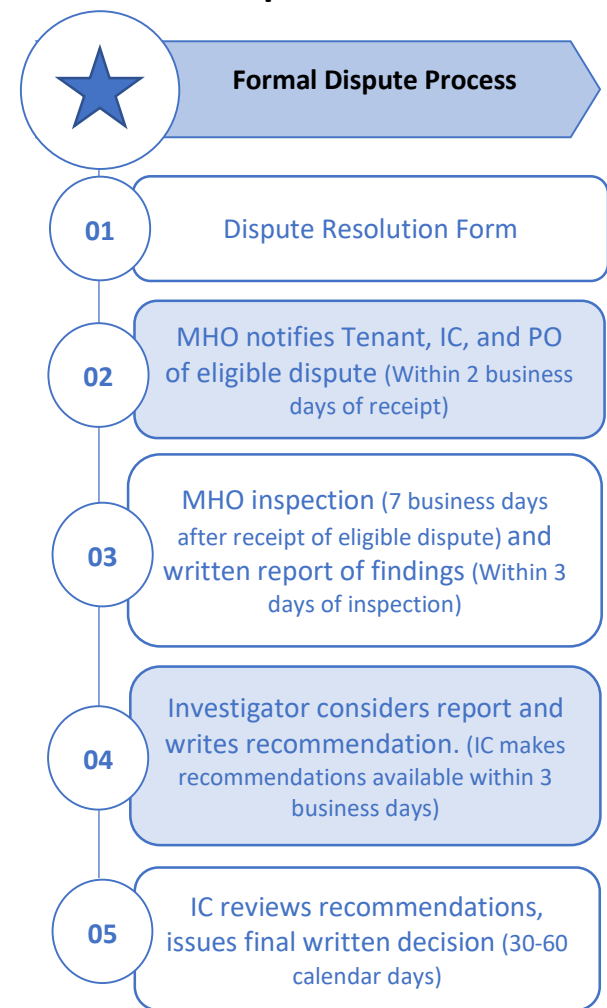 Formal Dispute Process
01
Dispute Resolution Form
02
MHO notifies Tenant, IC, and PO
of eligible dispute (Within 2 business
days of receipt)
03
MHO inspection (7 business days
after receipt of eligible dispute) and
written report of findings (Within 3
days of inspection)
04
Investigator considers report and
writes recommendation. (IC makes
recommendations available within 3
business days)
05
IC reviews recommendations,
issues final written decision (30-60
calendar days)